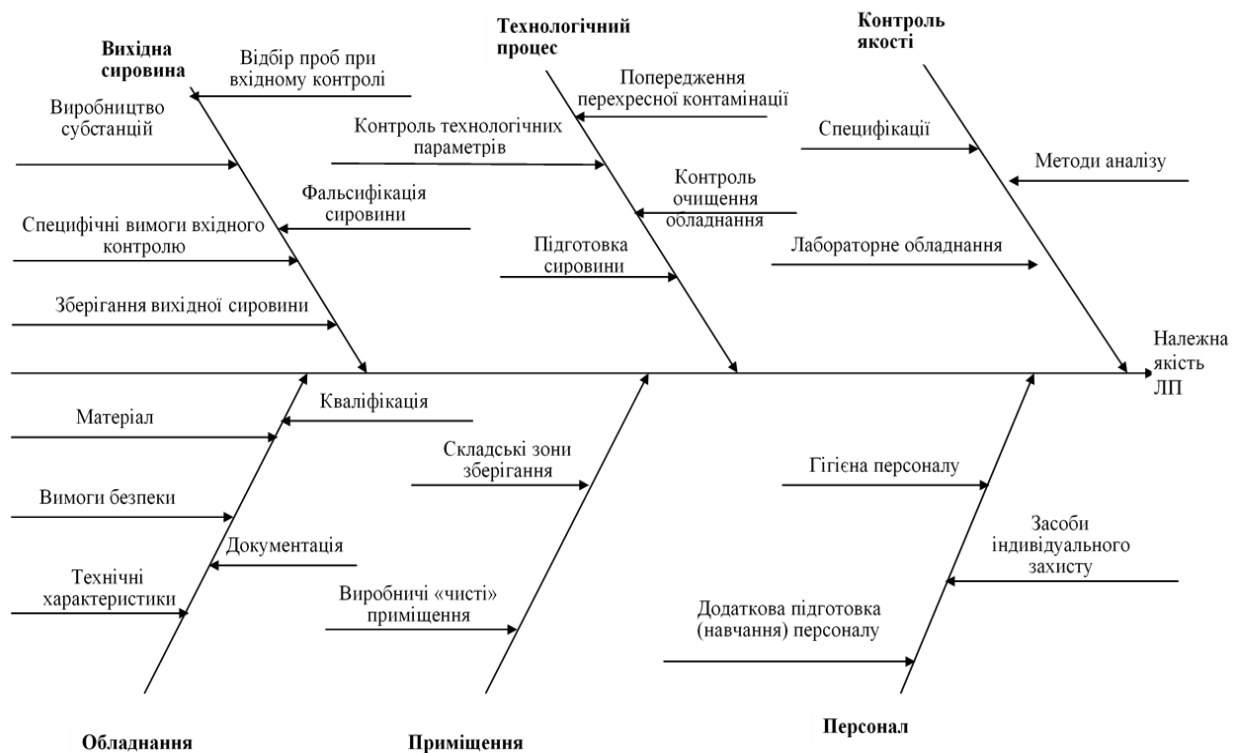 Вихідна
сировина
Відбір проб при
вхідному контролі
Виробництво
субстанцій
Фальсифікація
сировини
Специфічні вимоги вхідного
контролю
Зберігання вихідної сировини
Технологічний
процес
Попередження
перехресної контамінації
Контроль технологічних
параметрів
Контроль
очищення
обладнання
Підготовка
сировини
Контроль
якості
Специфікації
Методи аналізу
Лабораторне обладнання
Належна
якість
ЛП
Кваліфікація
Матеріал
Вимоги безпеки
Документація
Технічні
характеристики
Обладнання
Складські зони
зберігання
Виробничі «чисті»
приміщення
Приміщення
Гігієна персоналу
Засоби
індивідуального
захисту
Додаткова підготовка
(навчання) персоналу
Персонал